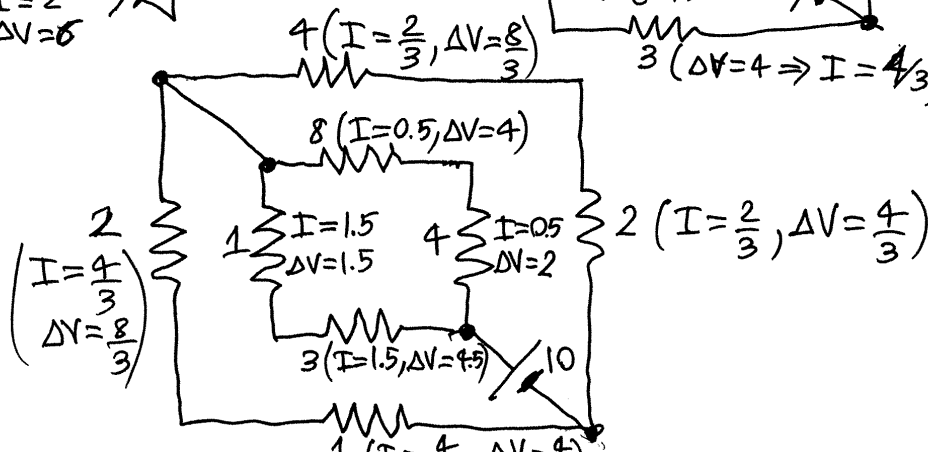 ΔV=6
3 (ΔV=4 ⇒ I=4/3
4 (I=2/3, ΔV=8/3)
8 (I=0.5, ΔV=4)
2
(I=4/3
ΔV=8/3)
1
I=1.5
ΔV=1.5
4
I=0.5
ΔV=2
2 (I=2/3, ΔV=4/3)
3 (I=1.5, ΔV=4.5)
10